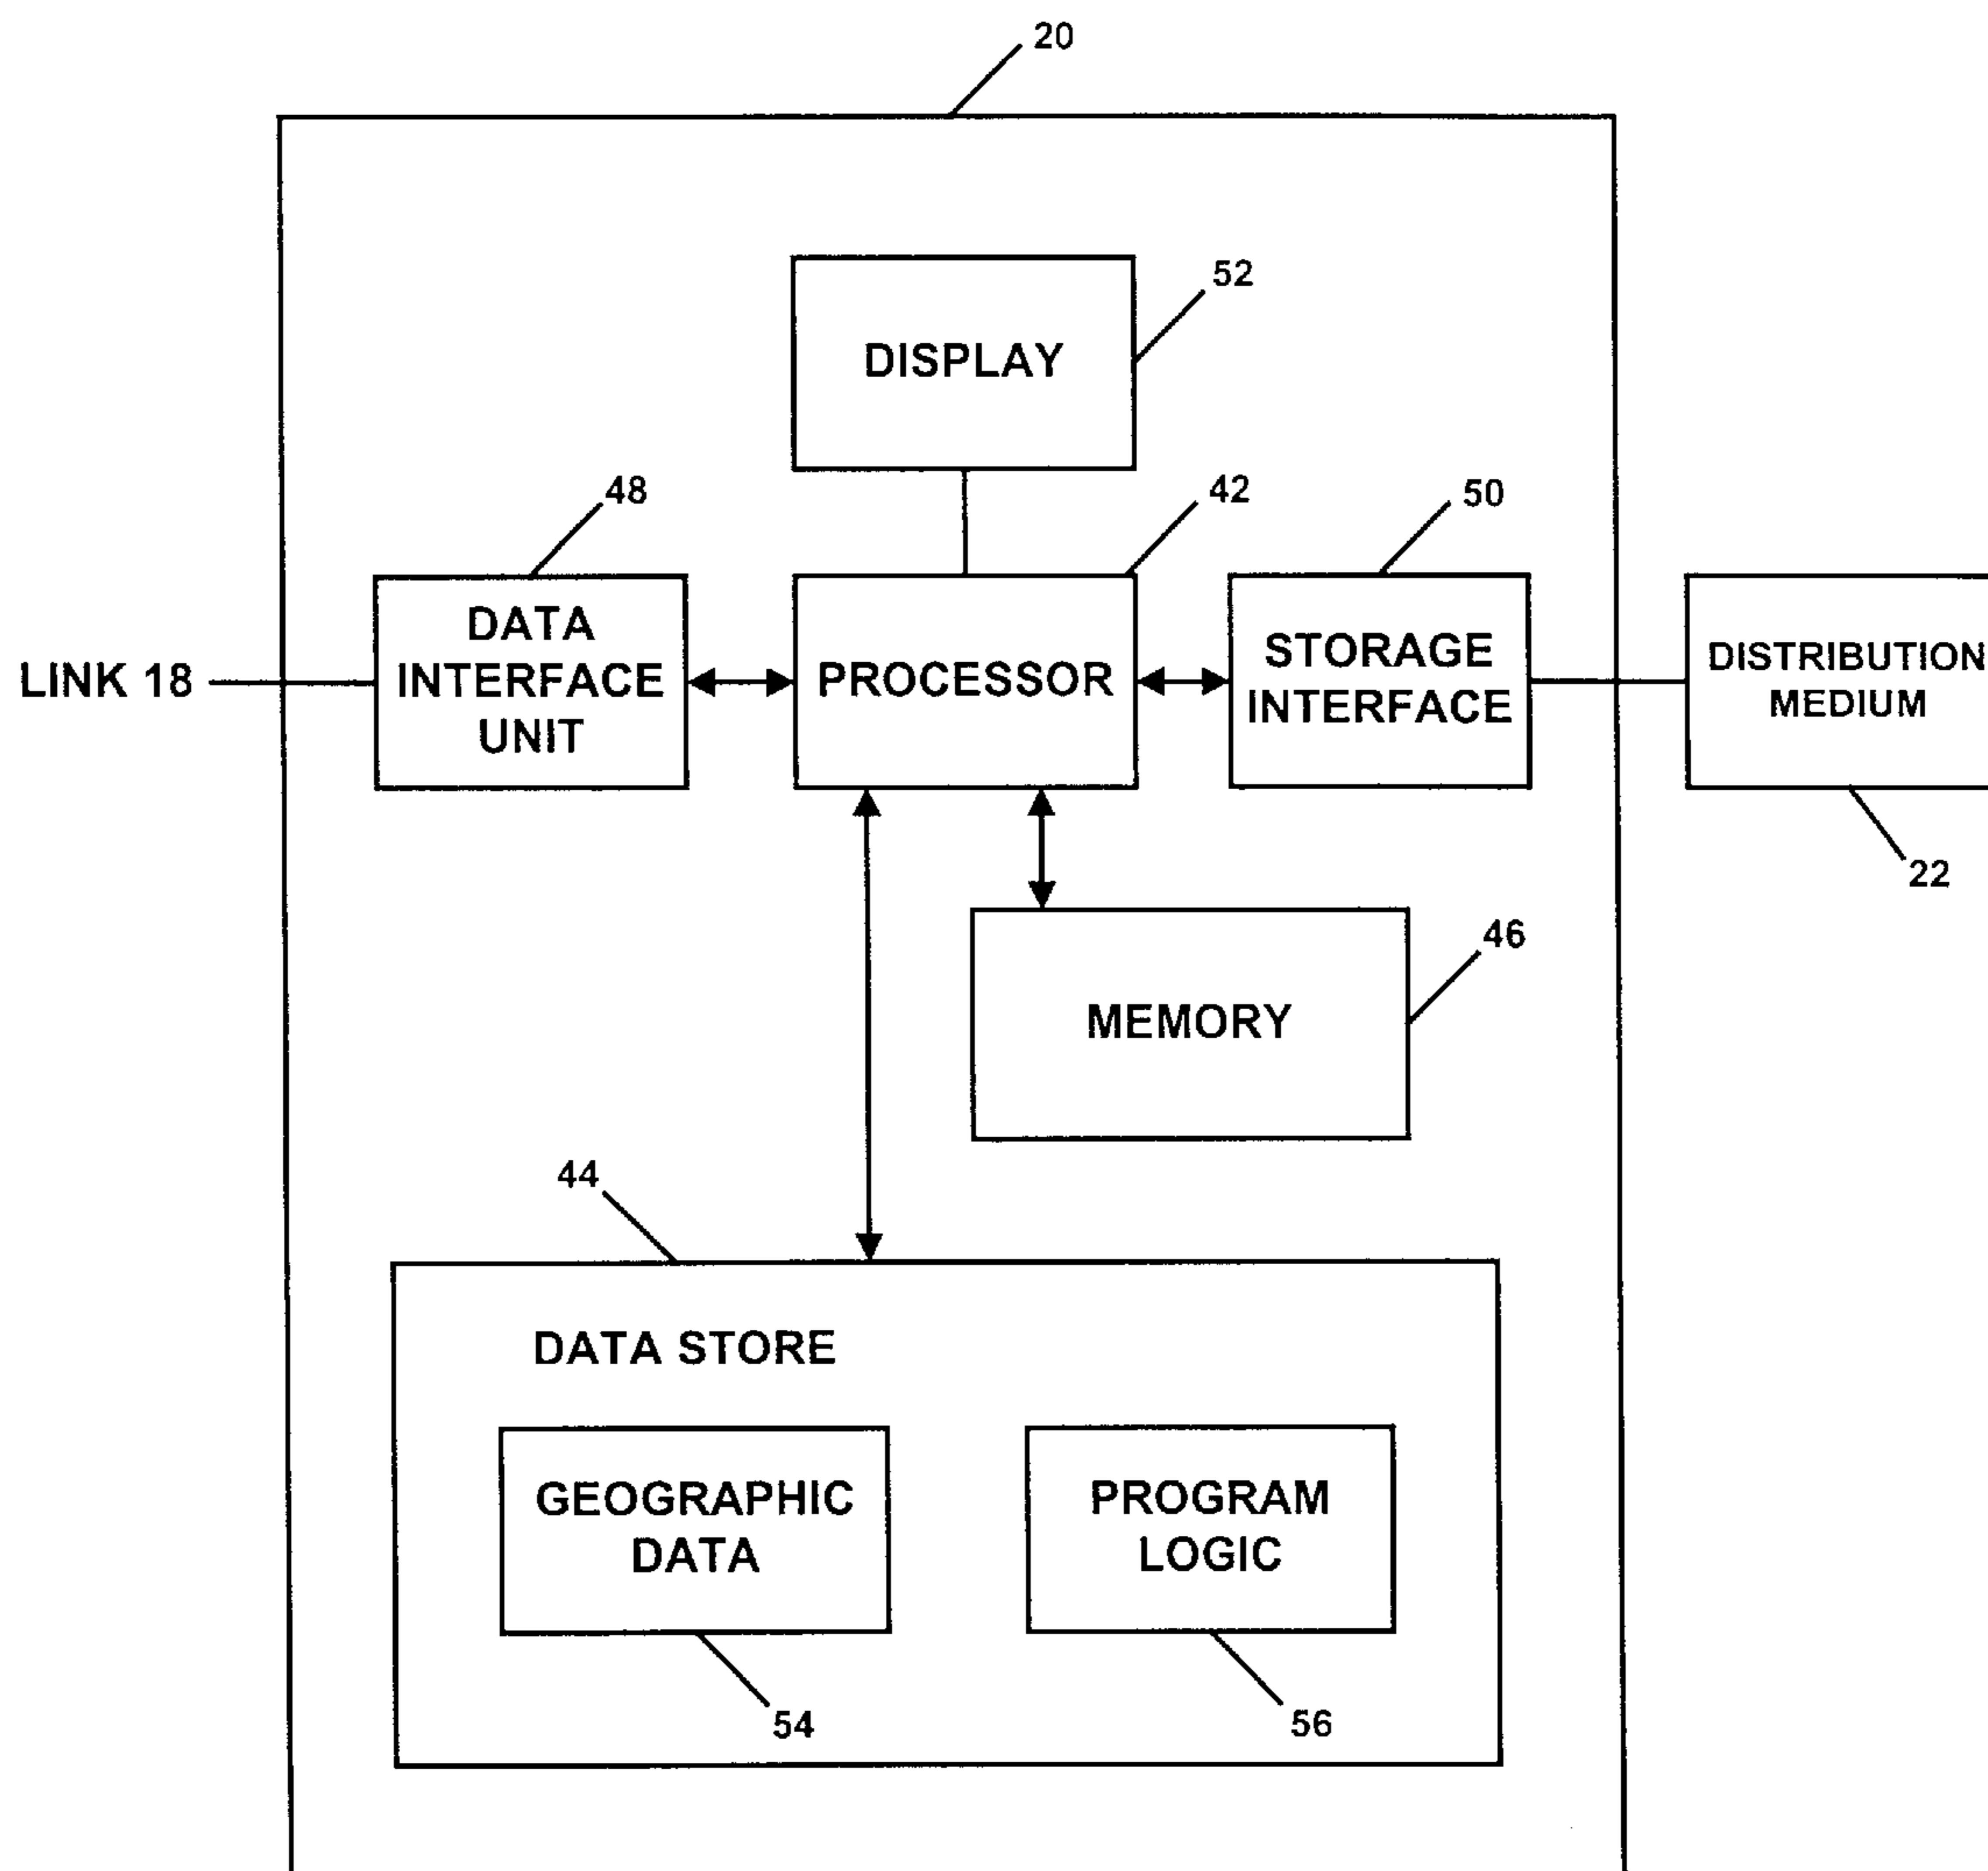 20
52
DISPLAY
48
42
50
DATA
INTERFACE
UNIT
LINK 18
PROCESSOR
STORAGE
INTERFACE
DISTRIBUTION
MEDIUM
22
46
MEMORY
44
DATA STORE
GEOGRAPHIC
DATA
PROGRAM
LOGIC
54
56